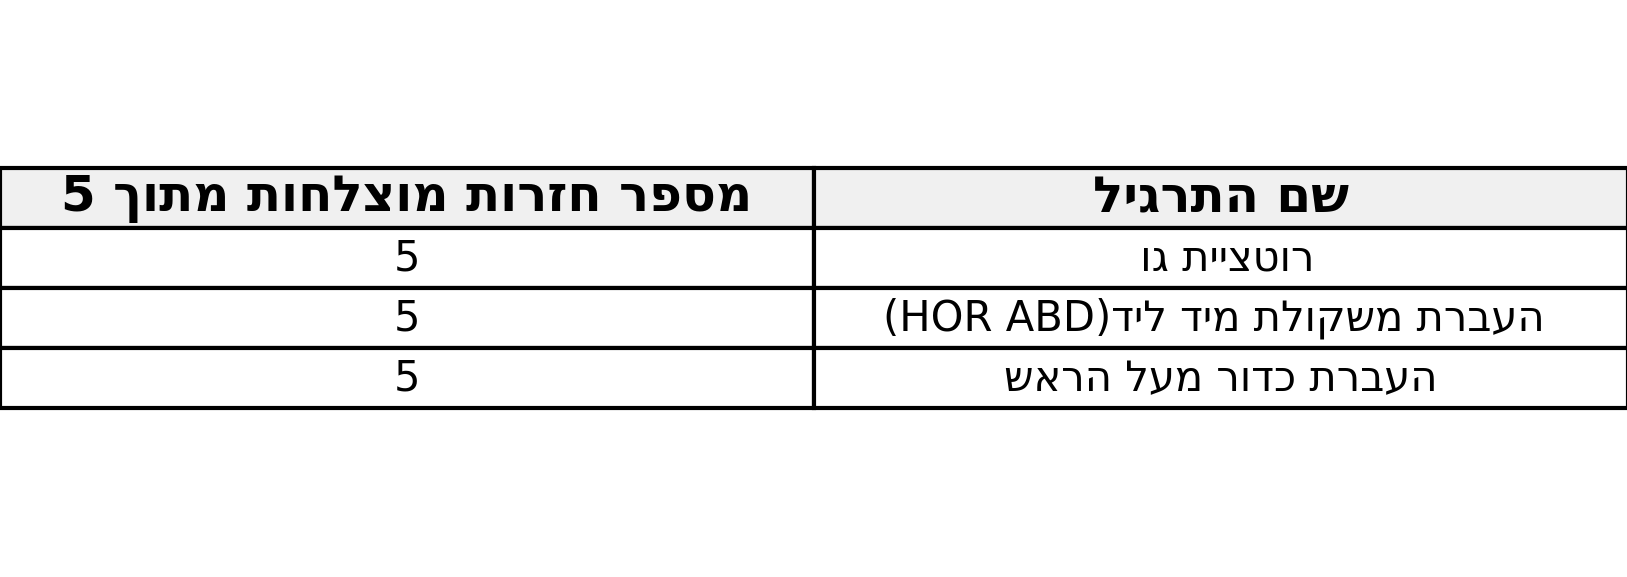 שם התרגיל מספר חזרות מוצלחות מתוך 5
רוטציית גו 5
העברת משקולת מיד ליד(HOR ABD) 5
העברת כדור מעל הראש 5